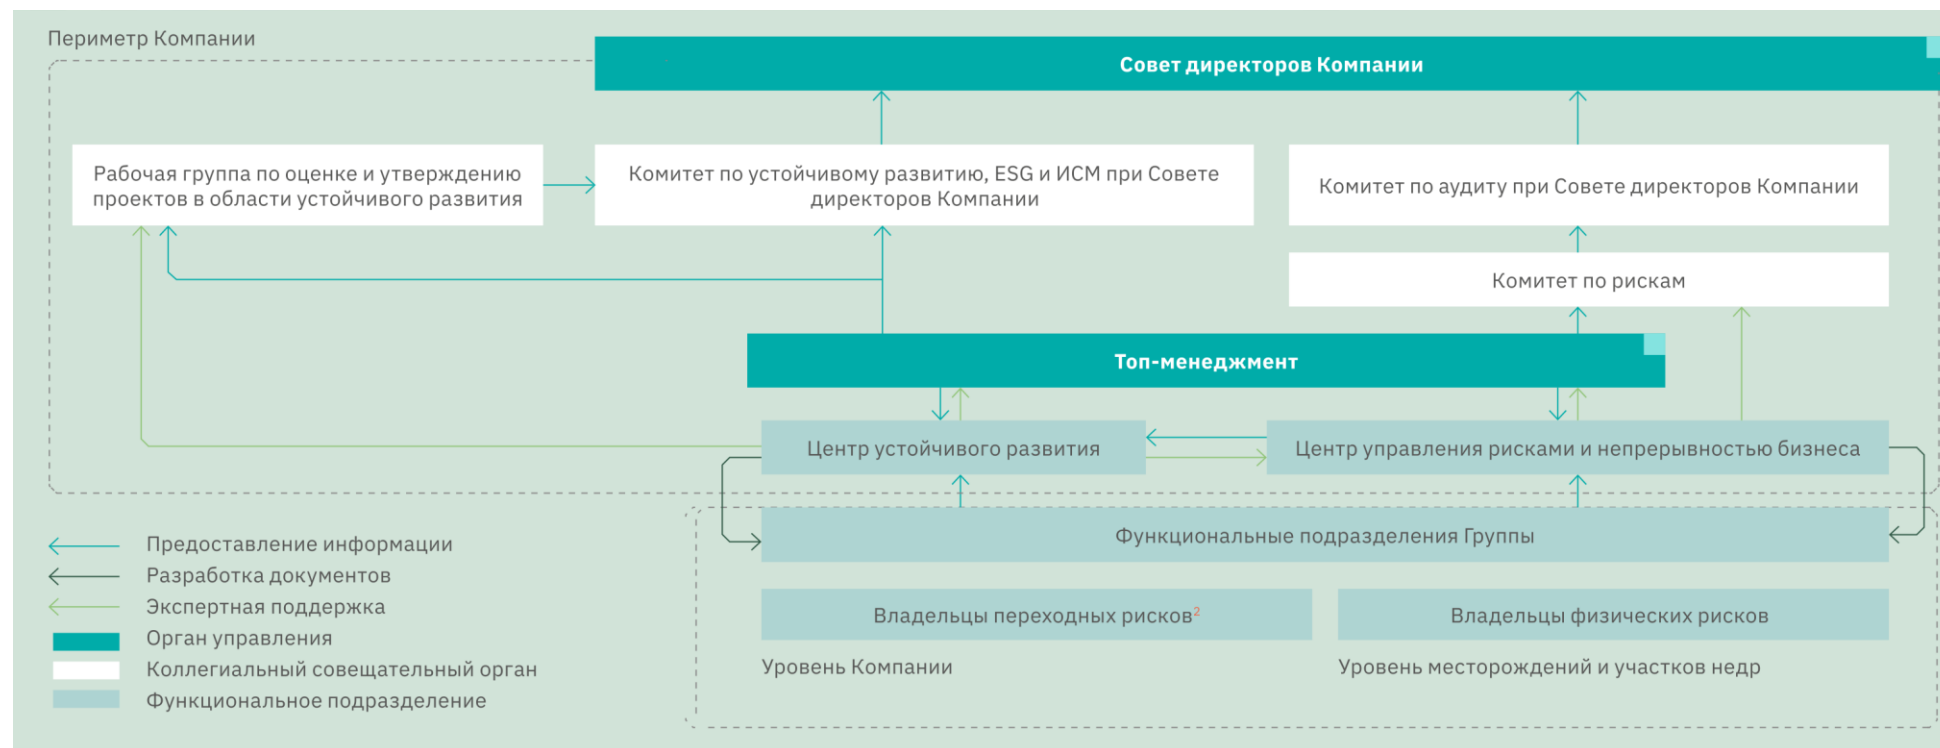 Периметр Компании
Совет директоров Компании
Рабочая группа по оценке и утверждению
проектов в области устойчивого развития
Комитет по устойчивому развитию, ESG и ИСМ при Совете
директоров Компании
Комитет по аудиту при Совете директоров Компании
Комитет по рискам
Топ-менеджмент
Центр устойчивого развития
Центр управления рисками и непрерывностью бизнеса
Функциональные подразделения Группы
Владельцы переходных рисков2
Владельцы физических рисков
Уровень Компании
Уровень месторождений и участков недр
Предоставление информации
Разработка документов
Экспертная поддержка
Орган управления
Коллегиальный совещательный орган
Функциональное подразделение